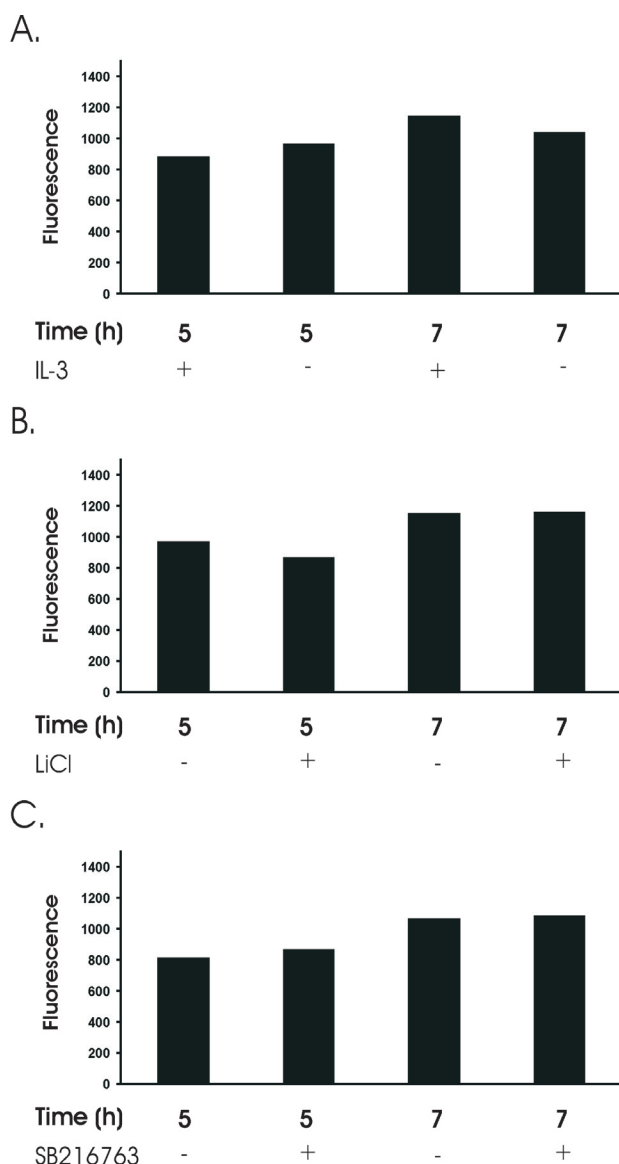 A.
1400
1200
1000
800
600
400
200
0
Fluorescence
Time (h) 5 5 7 7
IL-3 + - + -
B.
1400
1200
1000
800
600
400
200
0
Fluorescence
Time (h) 5 5 7 7
LiCl - + - +
C.
1400
1200
1000
800
600
400
200
0
Fluorescence
Time (h) 5 5 7 7
SB216763 - + - +